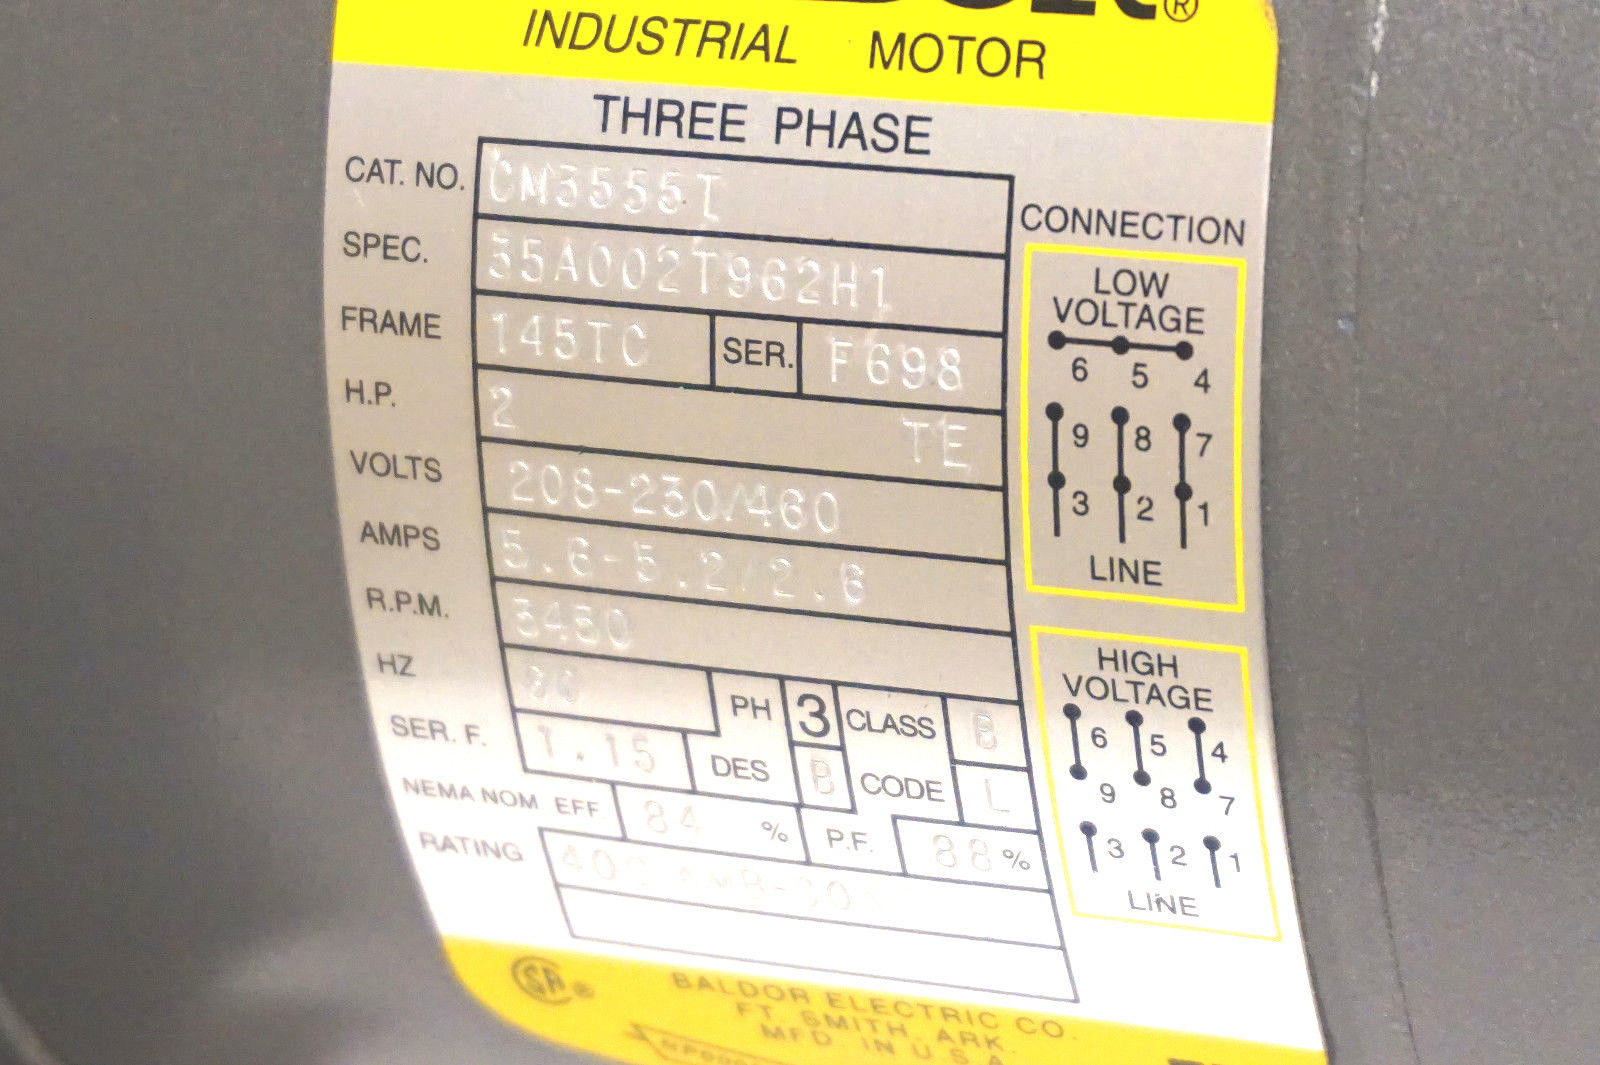 INDUSTRIAL MOTOR
THREE PHASE
CAT. NO. CM3555T
SPEC. 35A002T962H1
FRAME 145TC SER. F698
H.P. 2 TE
VOLTS 208-230/460
AMPS 5.6-5.2/2.6
R.P.M. 3450
HZ 60 PH 3 CLASS B
SER. F. 1.15 DES B CODE L
NEMA NOM EFF. 84 % P.F. 88 %
RATING 40C AMB-
CONNECTION
LOW
VOLTAGE
6 5 4
9 8 7
3 2 1
LINE
HIGH
VOLTAGE
6 5 4
9 8 7
3 2 1
LINE
BALDOR ELECTRIC CO.
FT. SMITH, ARK.
MFD. IN U.S.A.